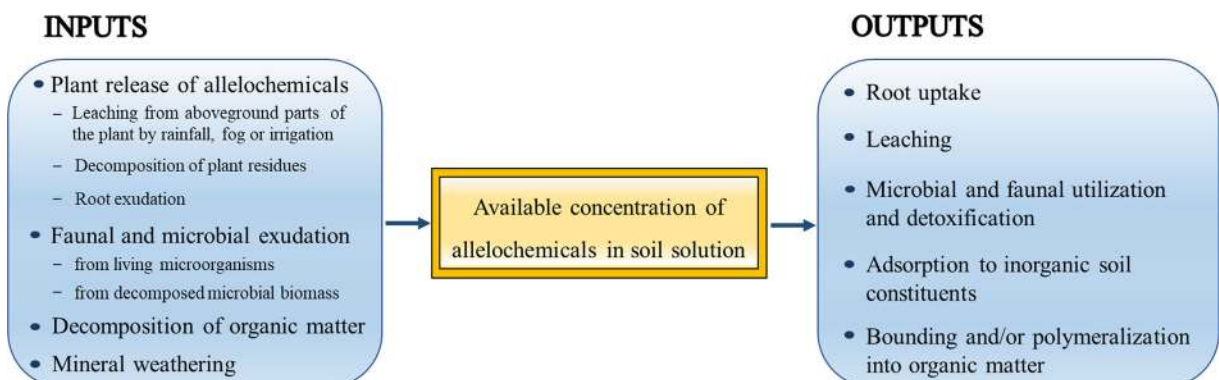 INPUTS
• Plant release of allelochemicals
– Leaching from aboveground parts of
the plant by rainfall, fog or irrigation
– Decomposition of plant residues
– Root exudation
• Faunal and microbial exudation
– from living microorganisms
– from decomposed microbial biomass
• Decomposition of organic matter
• Mineral weathering
Available concentration of
allelochemicals in soil solution
OUTPUTS
• Root uptake
• Leaching
• Microbial and faunal utilization
and detoxification
• Adsorption to inorganic soil
constituents
• Bounding and/or polymeralization
into organic matter